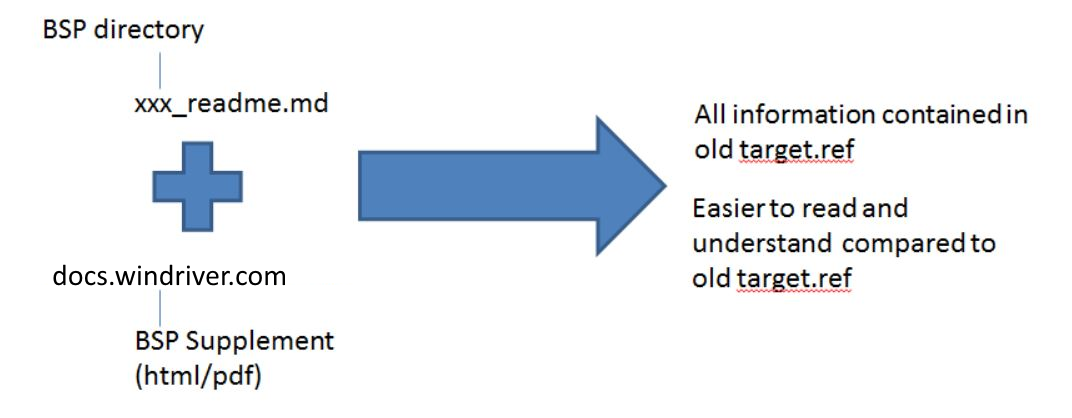 BSP directory
xxx_readme.md
docs.windriver.com
BSP Supplement
(html/pdf)
All information contained in
old target.ref
Easier to read and
understand compared to
old target.ref